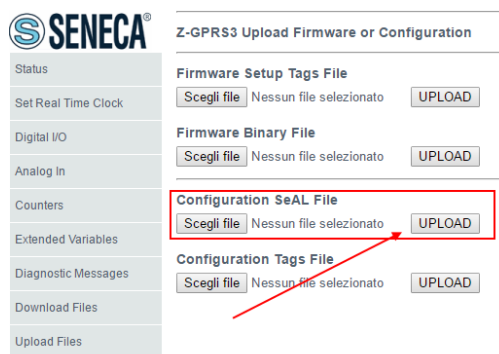 SENECA®
Z-GPRS3 Upload Firmware or Configuration
Status
Set Real Time Clock
Digital I/O
Analog In
Counters
Extended Variables
Diagnostic Messages
Download Files
Upload Files
Firmware Setup Tags File
Scegli file Nessun file selezionato UPLOAD
Firmware Binary File
Scegli file Nessun file selezionato UPLOAD
Configuration SeAL File
Scegli file Nessun file selezionato UPLOAD
Configuration Tags File
Scegli file Nessun file selezionato UPLOAD